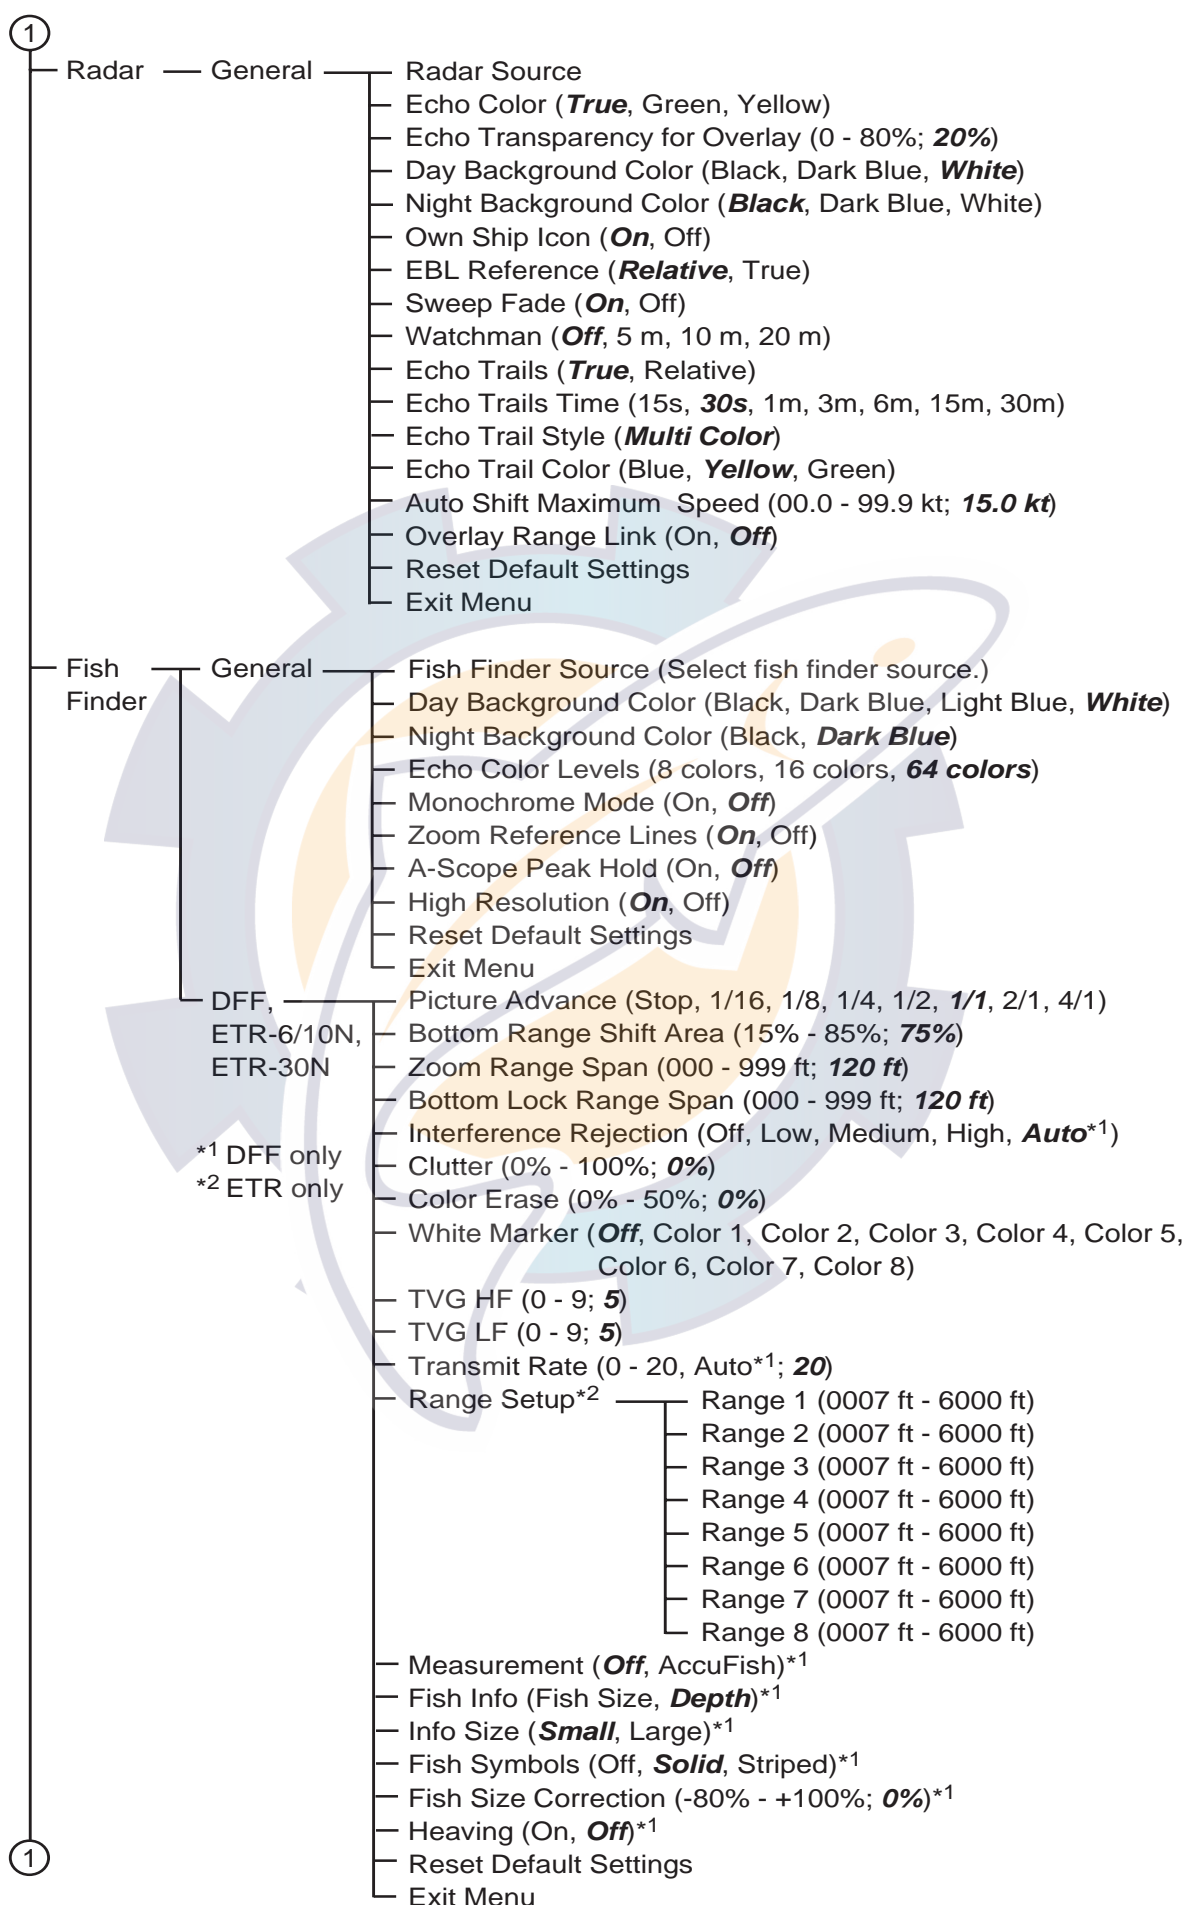 1
Radar General Radar Source
Echo Color (True, Green, Yellow)
Echo Transparency for Overlay (0 - 80%; 20%)
Day Background Color (Black, Dark Blue, White)
Night Background Color (Black, Dark Blue, White)
Own Ship Icon (On, Off)
EBL Reference (Relative, True)
Sweep Fade (On, Off)
Watchman (Off, 5 m, 10 m, 20 m)
Echo Trails (True, Relative)
Echo Trails Time (15s, 30s, 1m, 3m, 6m, 15m, 30m)
Echo Trail Style (Multi Color)
Echo Trail Color (Blue, Yellow, Green)
Auto Shift Maximum Speed (00.0 - 99.9 kt; 15.0 kt)
Overlay Range Link (On, Off)
Reset Default Settings
Exit Menu
Fish General Fish Finder Source (Select fish finder source.)
Finder Day Background Color (Black, Dark Blue, Light Blue, White)
Night Background Color (Black, Dark Blue)
Echo Color Levels (8 colors, 16 colors, 64 colors)
Monochrome Mode (On, Off)
Zoom Reference Lines (On, Off)
A-Scope Peak Hold (On, Off)
High Resolution (On, Off)
Reset Default Settings
Exit Menu
DFF, Picture Advance (Stop, 1/16, 1/8, 1/4, 1/2, 1/1, 2/1, 4/1)
ETR-6/10N, Bottom Range Shift Area (15% - 85%; 75%)
ETR-30N Zoom Range Span (000 - 999 ft; 120 ft)
Bottom Lock Range Span (000 - 999 ft; 120 ft)
Interference Rejection (Off, Low, Medium, High, Auto*1)
*1 DFF only
Clutter (0% - 100%; 0%)
*2 ETR only
Color Erase (0% - 50%; 0%)
White Marker (Off, Color 1, Color 2, Color 3, Color 4, Color 5,
Color 6, Color 7, Color 8)
TVG HF (0 - 9; 5)
TVG LF (0 - 9; 5)
Transmit Rate (0 - 20, Auto*1; 20)
Range Setup*2 Range 1 (0007 ft - 6000 ft)
Range 2 (0007 ft - 6000 ft)
Range 3 (0007 ft - 6000 ft)
Range 4 (0007 ft - 6000 ft)
Range 5 (0007 ft - 6000 ft)
Range 6 (0007 ft - 6000 ft)
Range 7 (0007 ft - 6000 ft)
Range 8 (0007 ft - 6000 ft)
Measurement (Off, AccuFish)*1
Fish Info (Fish Size, Depth)*1
Info Size (Small, Large)*1
Fish Symbols (Off, Solid, Striped)*1
Fish Size Correction (-80% - +100%; 0%)*1
Heaving (On, Off)*1
1
Reset Default Settings
Exit Menu